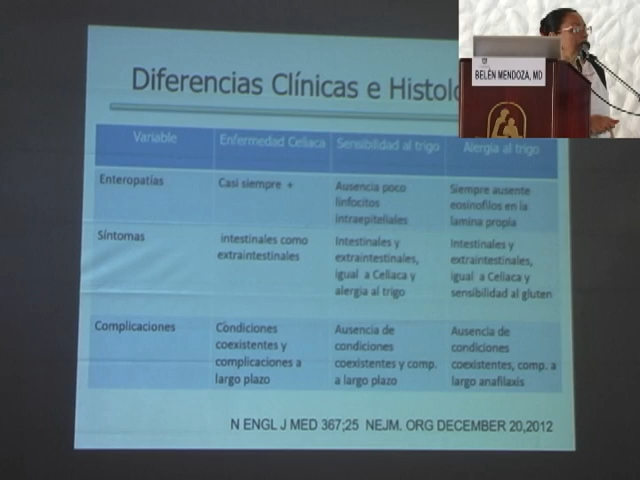 BELÉN MENDOZA, MD
Diferencias Clínicas e Histolo
Variable Enfermedad Celiaca Sensibilidad al trigo Alergia al trigo
Enteropatías Casi siempre + Ausencia poco Siempre ausente
linfocitos eosinofilos en la
intraepiteliales lamina propia
Síntomas intestinales como Intestinales y Intestinales y
extraintestinales extraintestinales, extraintestinales,
igual a Celiaca y igual a Celiaca y
alergia al trigo sensibilidad al gluten
Complicaciones Condiciones Ausencia de Ausencia de
coexistentes y condiciones condiciones
complicaciones a coexistentes y comp. coexistentes, comp. a
largo plazo a largo plazo largo anafilaxis
N ENGL J MED 367;25 NEJM. ORG DECEMBER 20,2012